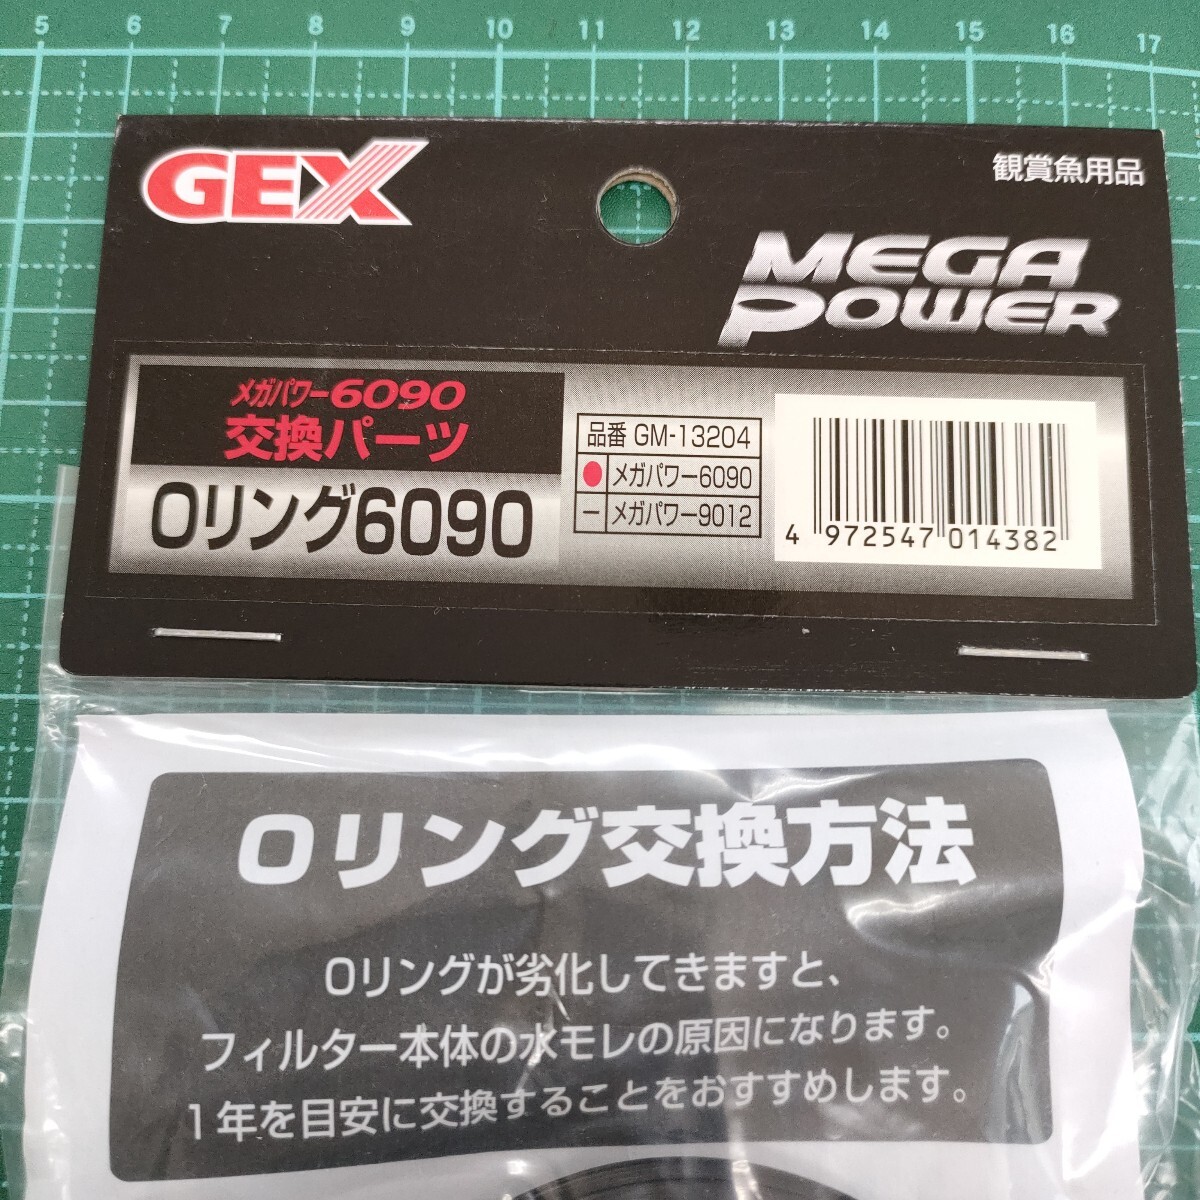 5 6 7 8 9 10 11 12 13 14 15 16 17
GEX
観賞魚用品
MEGA
POWER
メガパワー6090
交換パーツ
Oリング6090
品番 GM-13204
● メガパワー6090
− メガパワー9012
4 972547 014382
Oリング交換方法
Oリングが劣化してきますと、
フィルター本体の水モレの原因になります。
1年を目安に交換することをおすすめします。